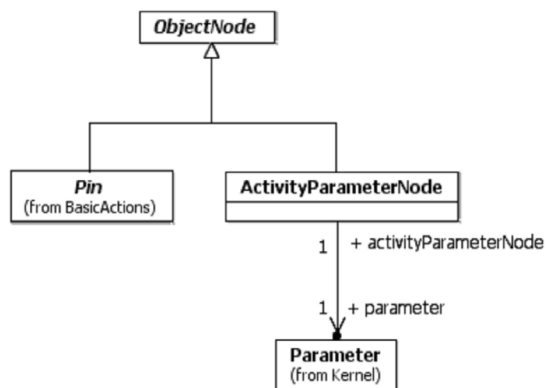 ObjectNode
Pin
(from BasicActions)
ActivityParameterNode
1 + activityParameterNode
1 + parameter
Parameter
(from Kernel)